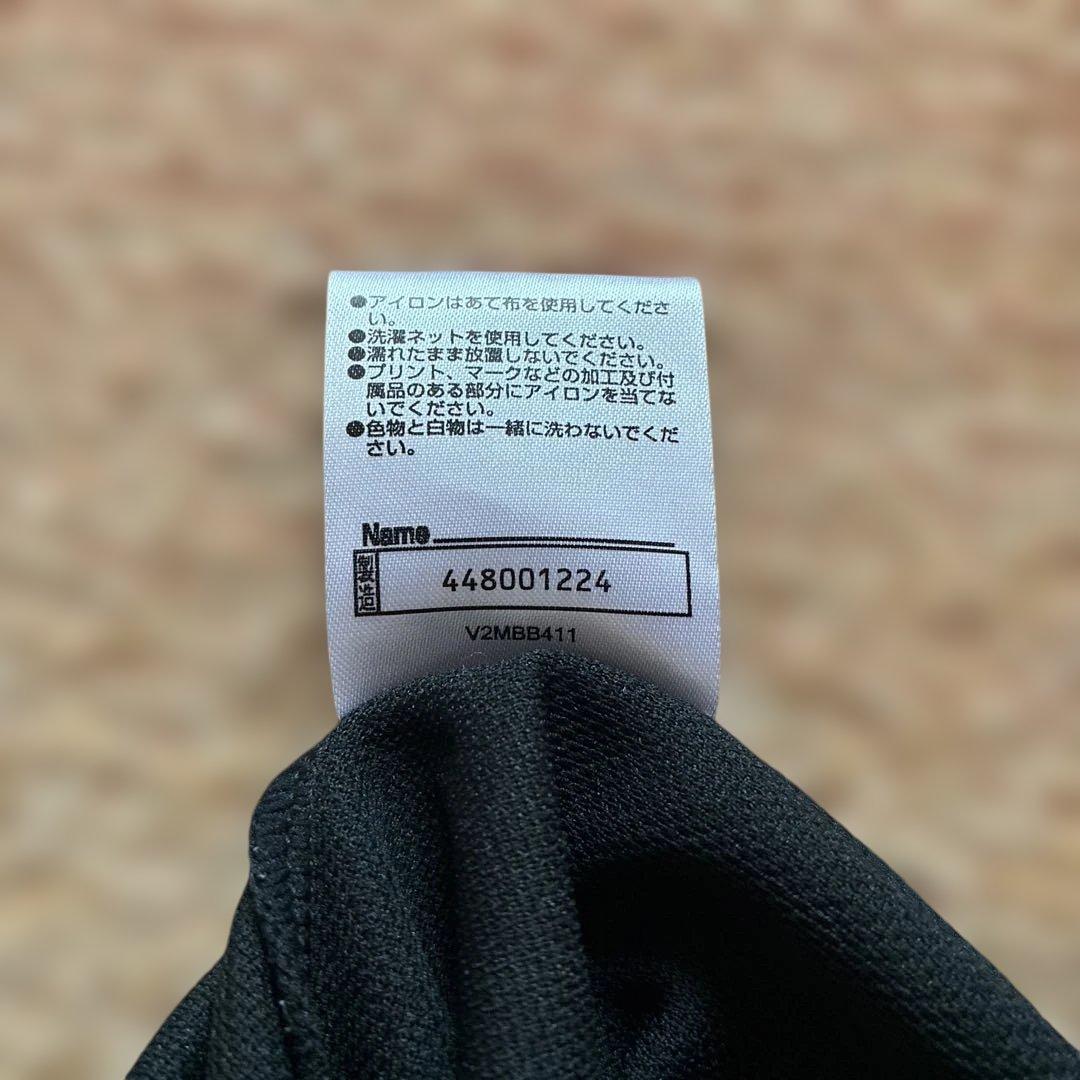 ●アイロンはあて布を使用してくださ
い。
●洗濯ネットを使用してください。
●濡れたまま放置しないでください。
●プリント、マークなどの加工及び付
属品のある部分にアイロンを当てな
いでください。
●色物と白物は一緒に洗わないでくだ
さい。
Name
製造 448001224
V2MBB411